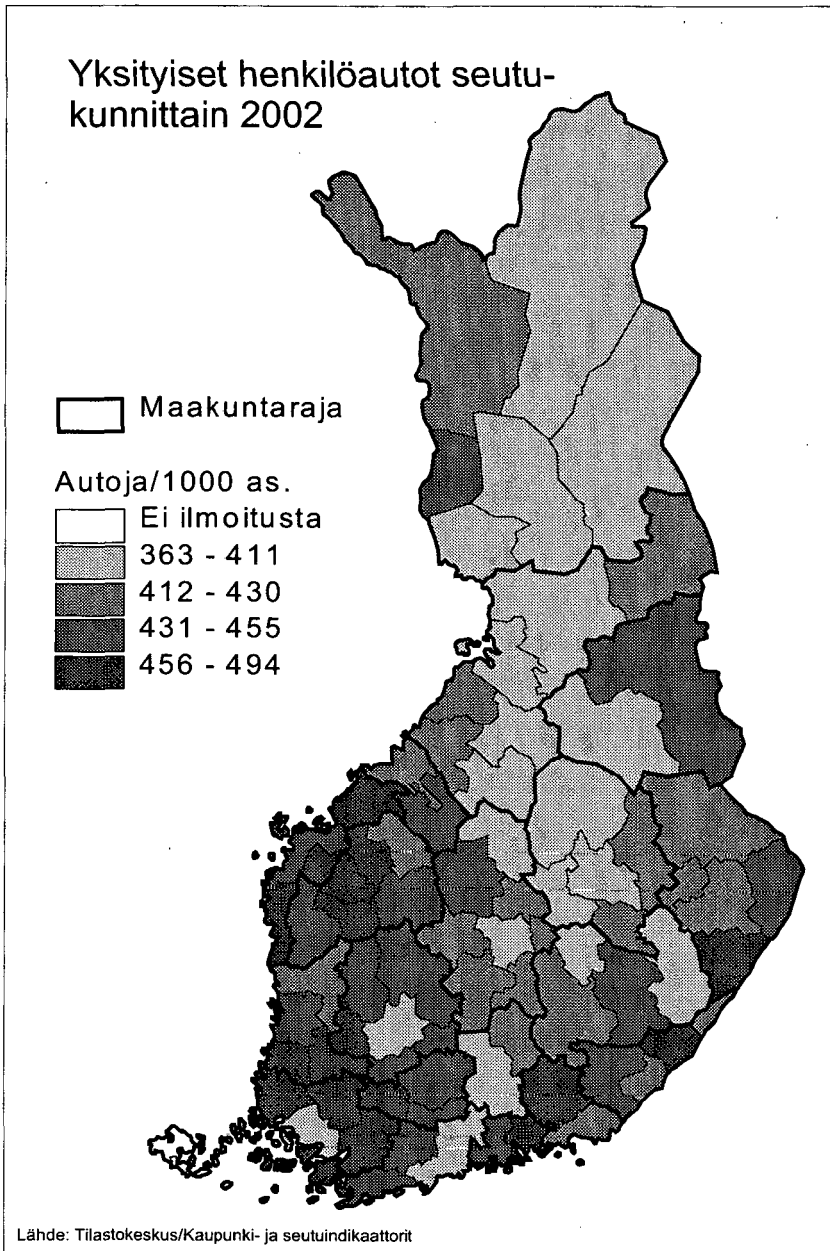 Yksityiset henkilöautot seutu-
kunnittain 2002
Maakuntaraja
Autoja/1000 as.
Ei ilmoitusta
363 - 411
412 - 430
431 - 455
456 - 494
Lähde: Tilastokeskus/Kaupunki- ja seutuindikaattorit